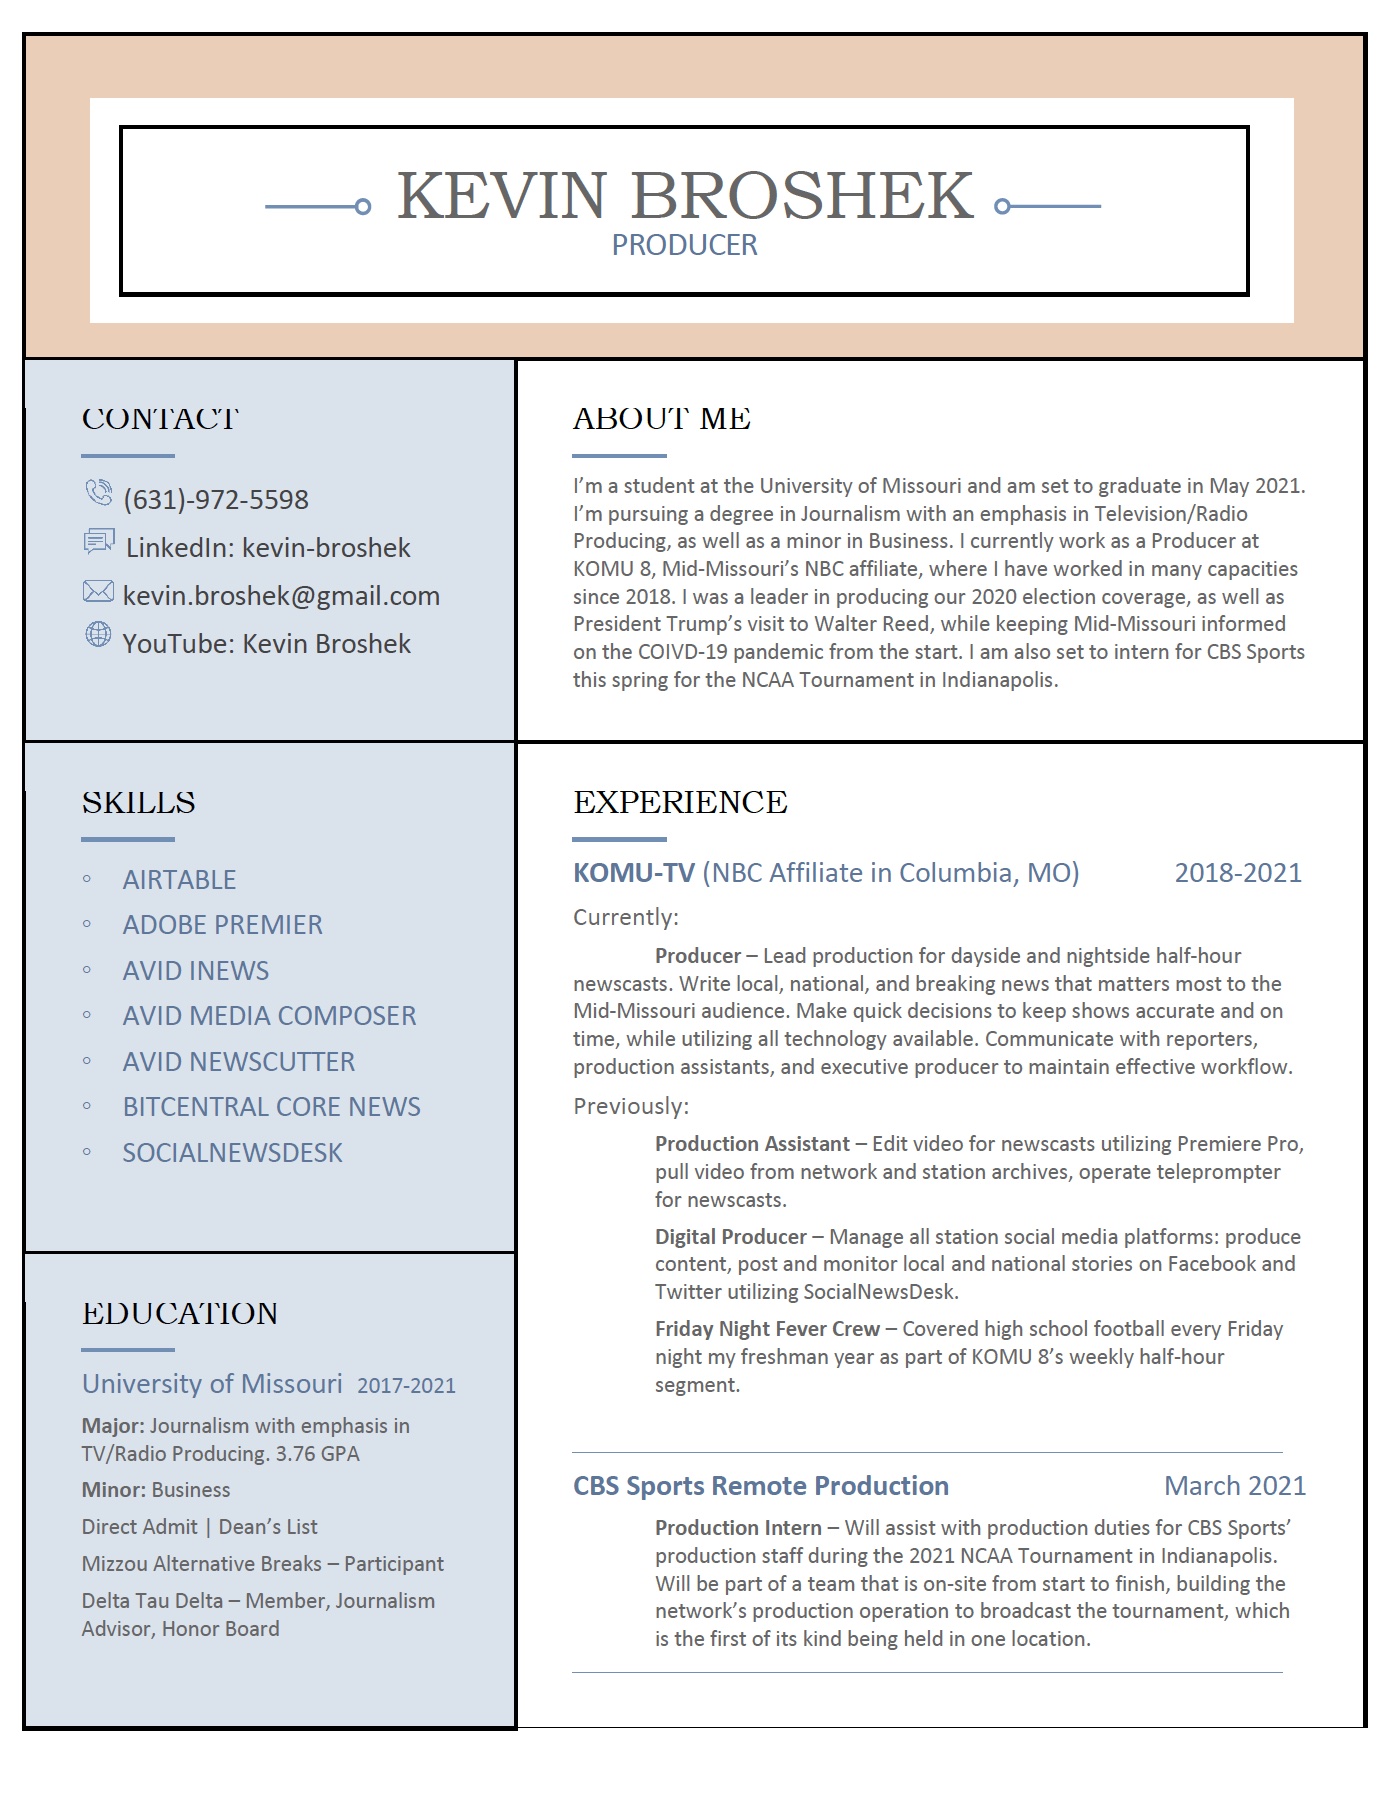 KEVIN BROSHEK
PRODUCER
CONTACT
(631)-972-5598
LinkedIn: kevin-broshek
kevin.broshek@gmail.com
YouTube: Kevin Broshek
ABOUT ME
I’m a student at the University of Missouri and am set to graduate in May 2021.
I’m pursuing a degree in Journalism with an emphasis in Television/Radio
Producing, as well as a minor in Business. I currently work as a Producer at
KOMU 8, Mid-Missouri’s NBC affiliate, where I have worked in many capacities
since 2018. I was a leader in producing our 2020 election coverage, as well as
President Trump’s visit to Walter Reed, while keeping Mid-Missouri informed
on the COIVD-19 pandemic from the start. I am also set to intern for CBS Sports
this spring for the NCAA Tournament in Indianapolis.
SKILLS
◦ AIRTABLE
◦ ADOBE PREMIER
◦ AVID INEWS
◦ AVID MEDIA COMPOSER
◦ AVID NEWSCUTTER
◦ BITCENTRAL CORE NEWS
◦ SOCIALNEWSDESK
EDUCATION
University of Missouri 2017-2021
Major: Journalism with emphasis in
TV/Radio Producing. 3.76 GPA
Minor: Business
Direct Admit | Dean’s List
Mizzou Alternative Breaks – Participant
Delta Tau Delta – Member, Journalism
Advisor, Honor Board
EXPERIENCE
KOMU-TV (NBC Affiliate in Columbia, MO) 2018-2021
Currently:
Producer – Lead production for dayside and nightside half-hour
newscasts. Write local, national, and breaking news that matters most to the
Mid-Missouri audience. Make quick decisions to keep shows accurate and on
time, while utilizing all technology available. Communicate with reporters,
production assistants, and executive producer to maintain effective workflow.
Previously:
Production Assistant – Edit video for newscasts utilizing Premiere Pro,
pull video from network and station archives, operate teleprompter
for newscasts.
Digital Producer – Manage all station social media platforms: produce
content, post and monitor local and national stories on Facebook and
Twitter utilizing SocialNewsDesk.
Friday Night Fever Crew – Covered high school football every Friday
night my freshman year as part of KOMU 8’s weekly half-hour
segment.
CBS Sports Remote Production March 2021
Production Intern – Will assist with production duties for CBS Sports’
production staff during the 2021 NCAA Tournament in Indianapolis.
Will be part of a team that is on-site from start to finish, building the
network’s production operation to broadcast the tournament, which
is the first of its kind being held in one location.